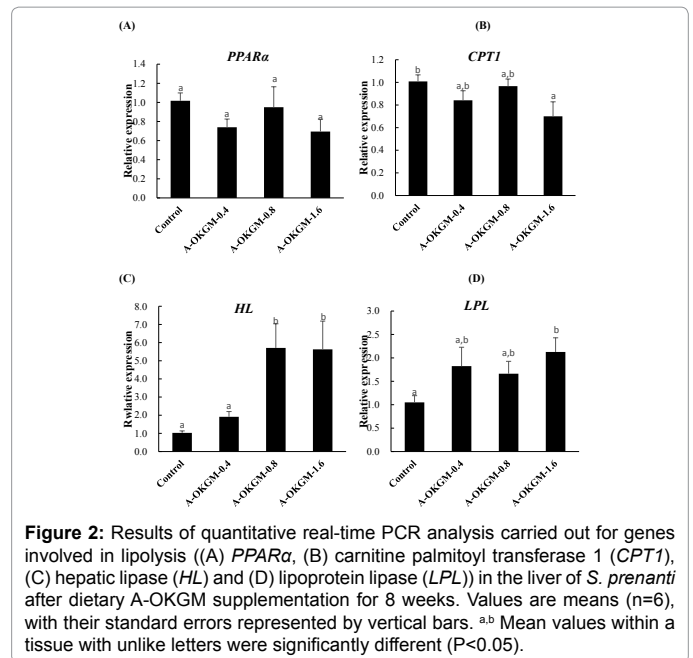 (A)
PPARα
Relative expression
1.4
1.2
1.0
0.8
0.6
0.4
0.2
0.0
a
a
a
a
Control
A-OKGM-0.4
A-OKGM-0.8
A-OKGM-1.6
(B)
CPT1
Relative expression
1.2
1.0
0.8
0.6
0.4
0.2
0.0
b
a,b
a,b
a
Control
A-OKGM-0.4
A-OKGM-0.8
A-OKGM-1.6
(C)
HL
Rwlative expression
8.0
7.0
6.0
5.0
4.0
3.0
2.0
1.0
0.0
a
a
b
b
Control
A-OKGM-0.4
A-OKGM-0.8
A-OKGM-1.6
(D)
LPL
Relative expression
3.0
2.5
2.0
1.5
1.0
0.5
0.0
a
a,b
a,b
b
Control
A-OKGM-0.4
A-OKGM-0.8
A-OKGM-1.6
Figure 2: Results of quantitative real-time PCR analysis carried out for genes
involved in lipolysis ((A) PPARα, (B) carnitine palmitoyl transferase 1 (CPT1),
(C) hepatic lipase (HL) and (D) lipoprotein lipase (LPL)) in the liver of S. prenanti
after dietary A-OKGM supplementation for 8 weeks. Values are means (n=6),
with their standard errors represented by vertical bars. a,b Mean values within a
tissue with unlike letters were significantly different (P<0.05).